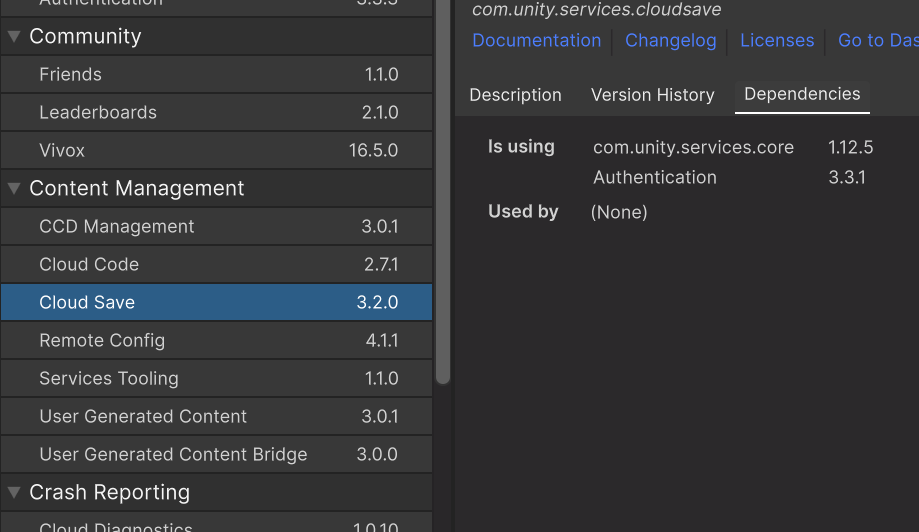 Authentication 3.3.3
Community
Friends 1.1.0
Leaderboards 2.1.0
Vivox 16.5.0
Content Management
CCD Management 3.0.1
Cloud Code 2.7.1
Cloud Save 3.2.0
Remote Config 4.1.1
Services Tooling 1.1.0
User Generated Content 3.0.1
User Generated Content Bridge 3.0.0
Crash Reporting
Cloud Diagnostics 1.0.10
com.unity.services.cloudsave
Documentation Changelog Licenses Go to Das
Description Version History Dependencies
Is using com.unity.services.core 1.12.5
Authentication 3.3.1
Used by (None)